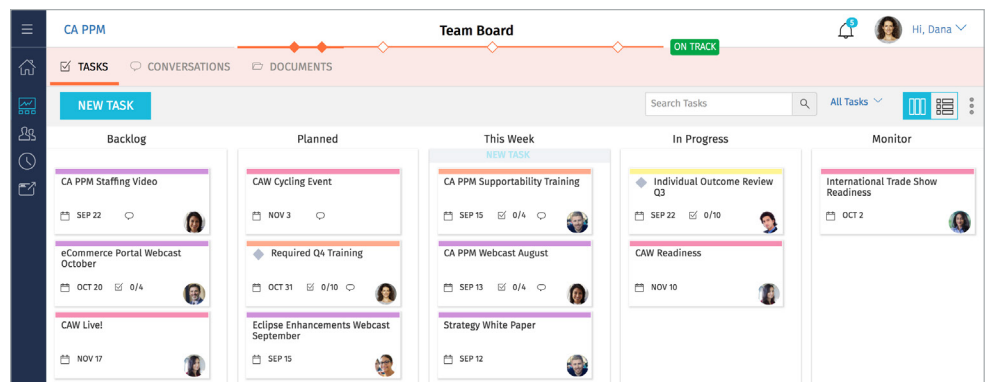 CA PPM
Team Board
5
Hi, Dana
ON TRACK
TASKS
CONVERSATIONS
DOCUMENTS
NEW TASK
Search Tasks
All Tasks
Backlog
Planned
This Week
In Progress
Monitor
NEW TASK
CA PPM Staffing Video
SEP 22
eCommerce Portal Webcast
October
OCT 20
0/4
CAW Live!
NOV 17
CAW Cycling Event
NOV 3
Required Q4 Training
OCT 31
0/10
Eclipse Enhancements Webcast
September
SEP 15
CA PPM Supportability Training
SEP 15
0/4
CA PPM Webcast August
SEP 13
0/4
Strategy White Paper
SEP 12
Individual Outcome Review
Q3
SEP 22
0/10
CAW Readiness
NOV 10
International Trade Show
Readiness
OCT 2